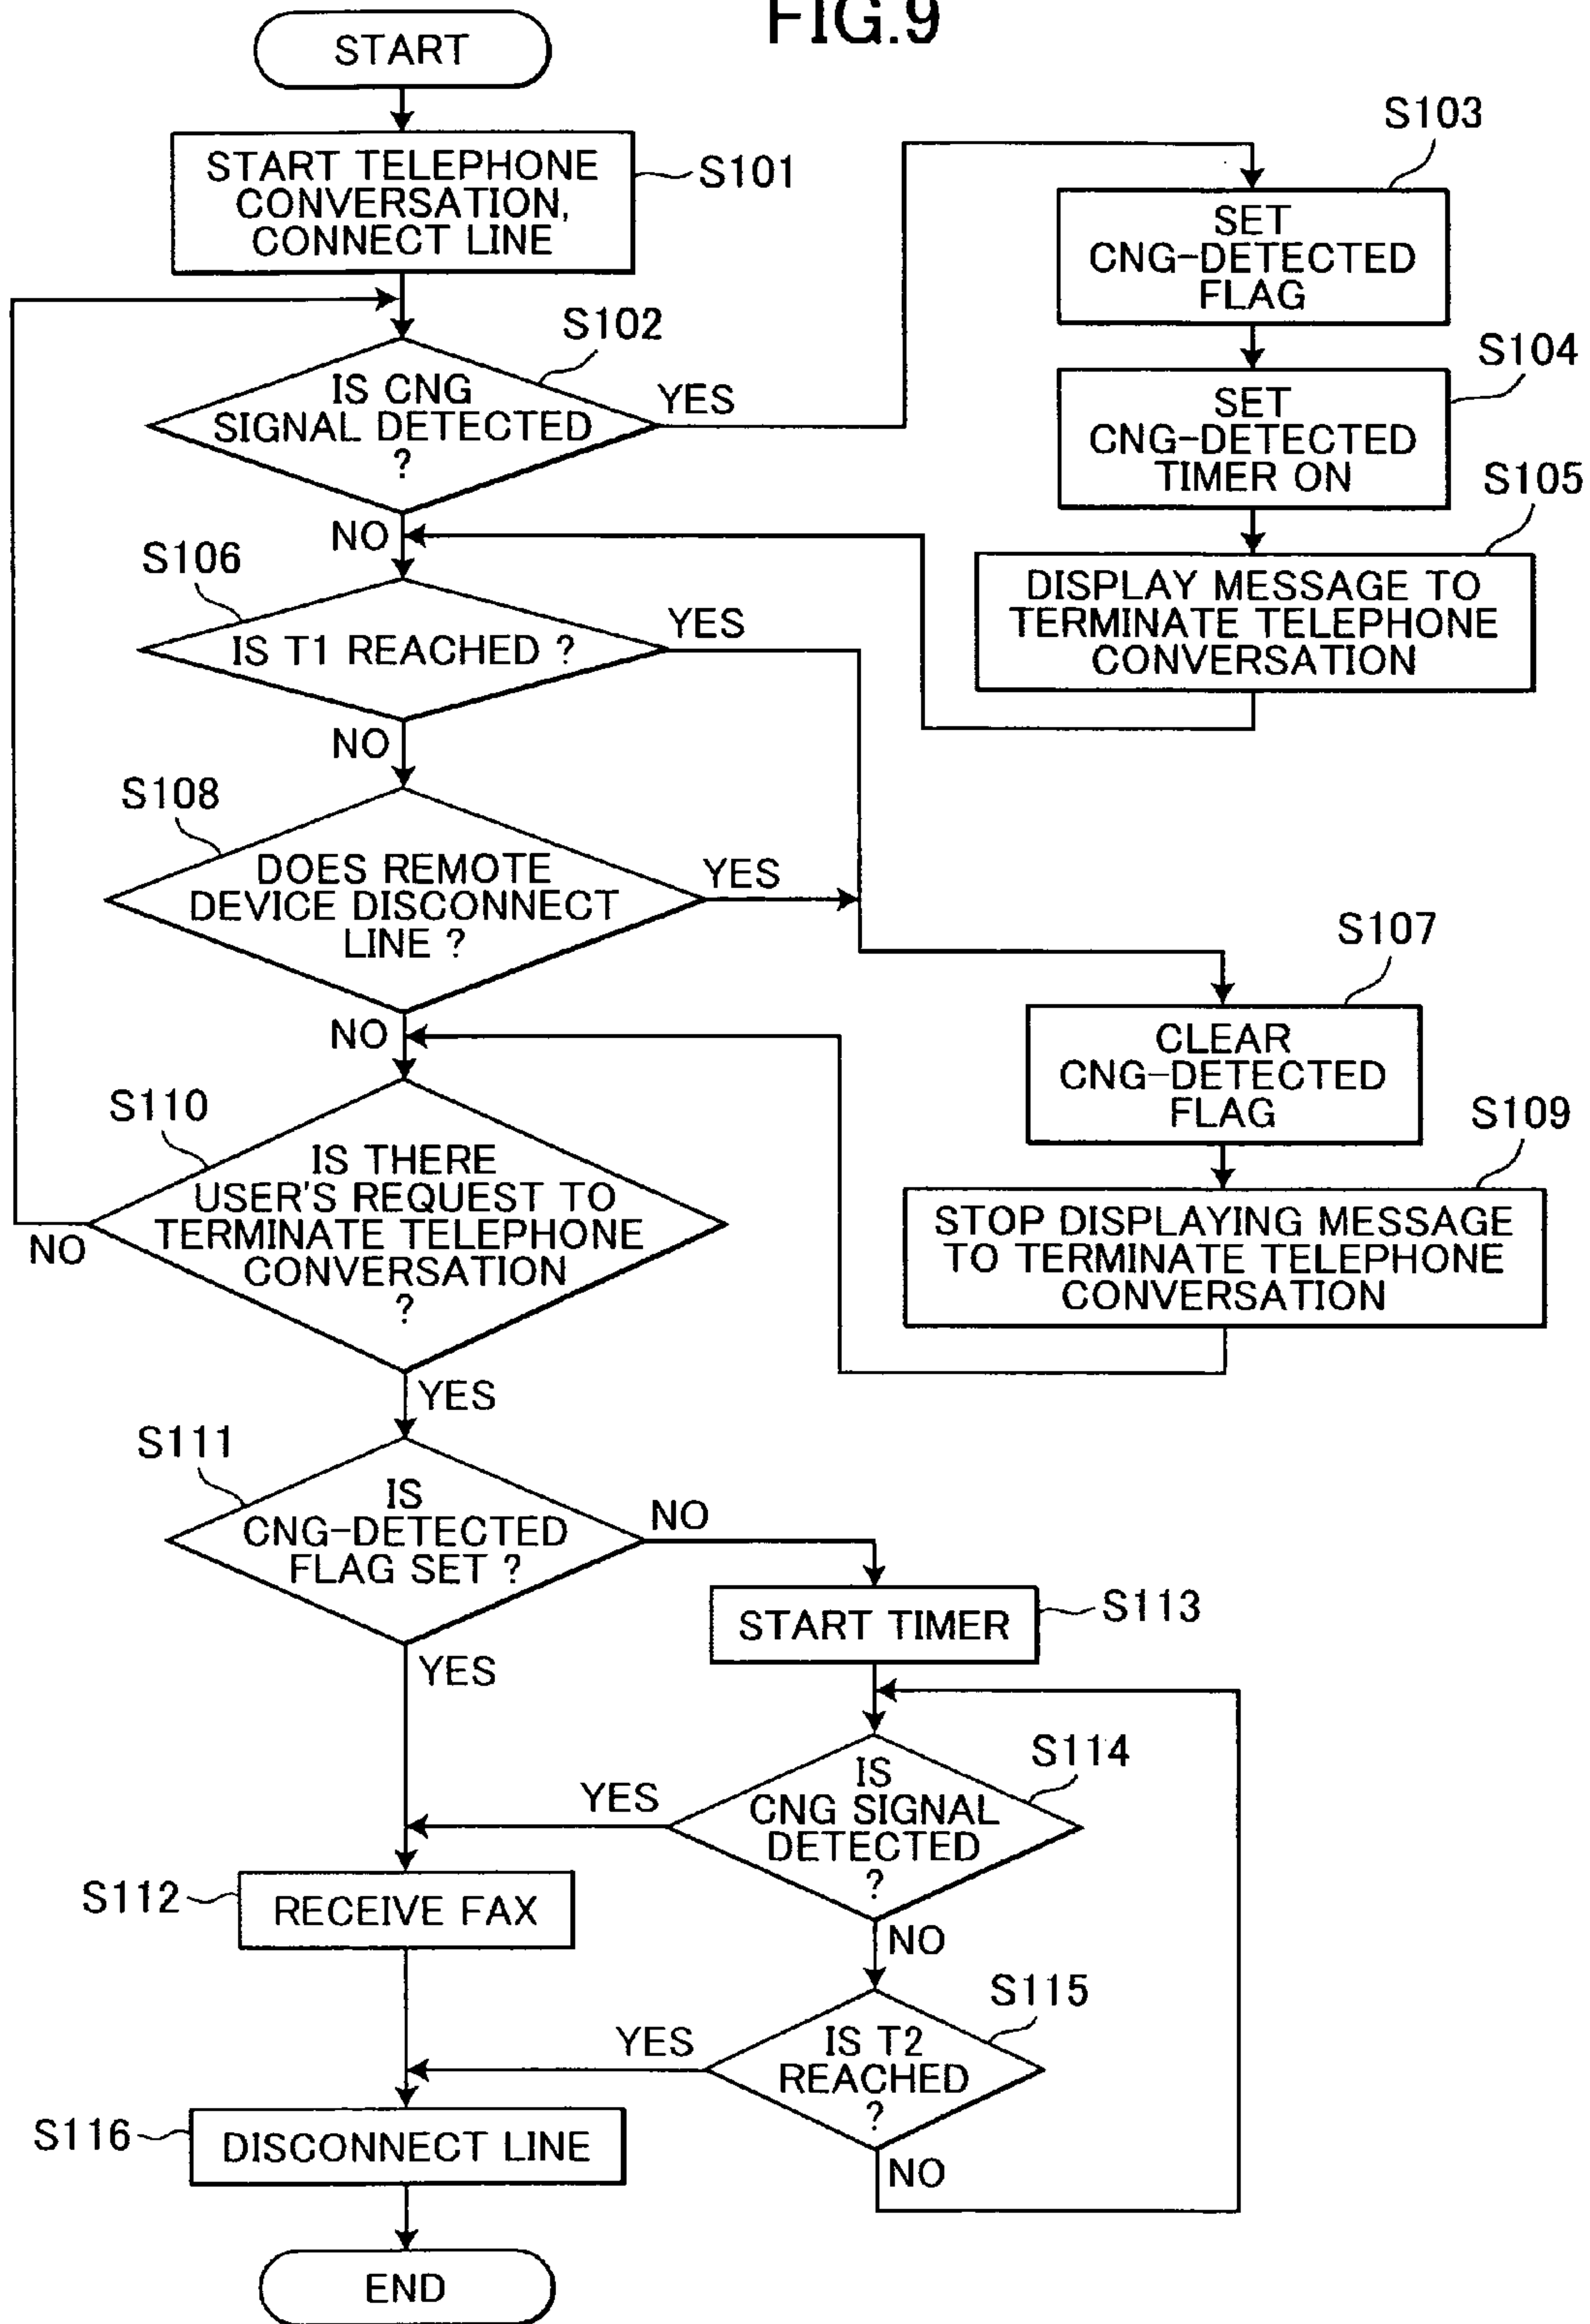 FIG.9
START
START TELEPHONE
CONVERSATION,
CONNECT LINE
S101
S102
IS CNG
SIGNAL DETECTED
?
YES
NO
S103
SET
CNG-DETECTED
FLAG
S104
SET
CNG-DETECTED
TIMER ON
S105
DISPLAY MESSAGE TO
TERMINATE TELEPHONE
CONVERSATION
S106
IS T1 REACHED ?
YES
NO
S108
DOES REMOTE
DEVICE DISCONNECT
LINE ?
YES
NO
S107
CLEAR
CNG-DETECTED
FLAG
S109
STOP DISPLAYING MESSAGE
TO TERMINATE TELEPHONE
CONVERSATION
S110
IS THERE
USER'S REQUEST TO
TERMINATE TELEPHONE
CONVERSATION
?
NO
YES
S111
IS
CNG-DETECTED
FLAG SET ?
NO
YES
START TIMER
S113
S114
IS
CNG SIGNAL
DETECTED
?
YES
NO
S112
RECEIVE FAX
S115
IS T2
REACHED
?
YES
NO
S116
DISCONNECT LINE
END